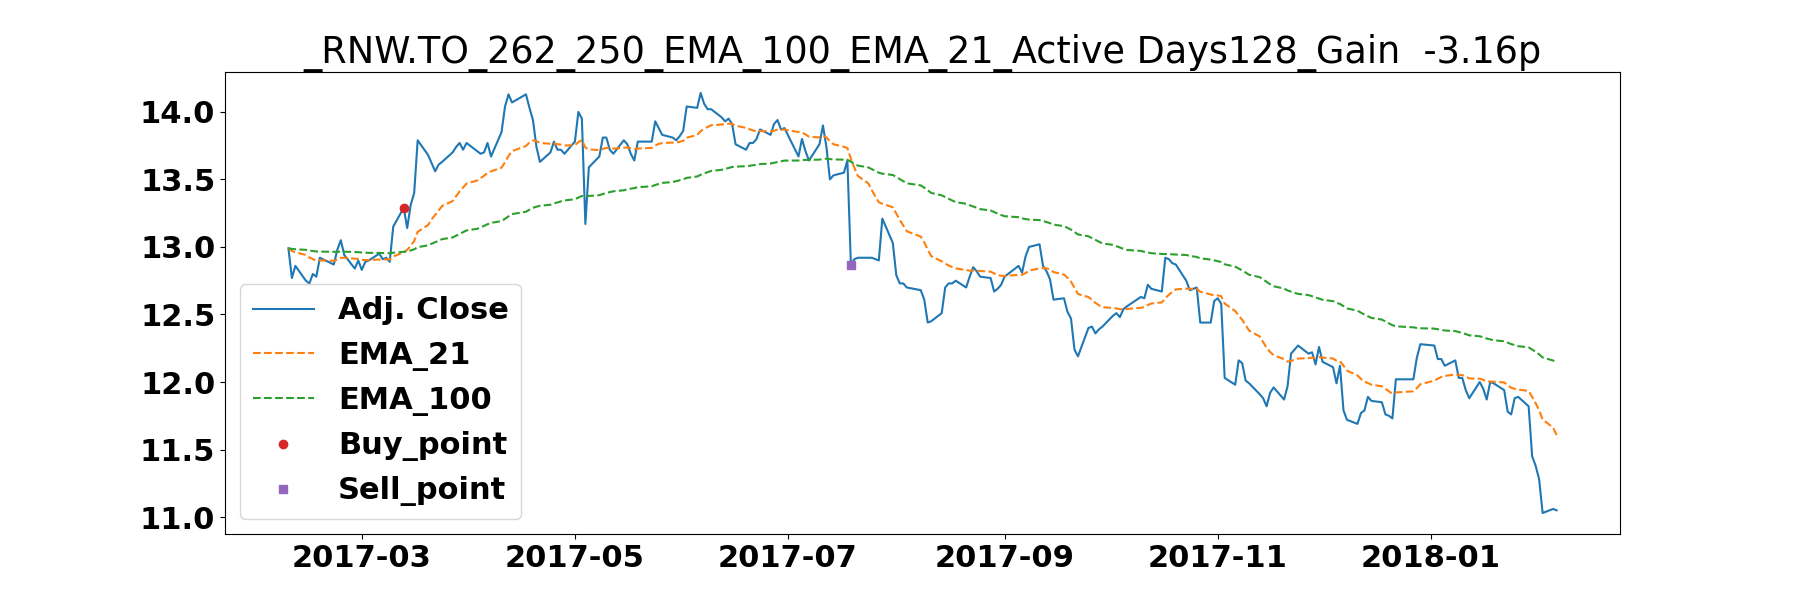 _RNW.TO_262_250_EMA_100_EMA_21_Active Days128_Gain  -3.16p
14.0
13.5
13.0
12.5
12.0
11.5
11.0
Adj. Close
EMA_21
EMA_100
Buy_point
Sell_point
2017-03 2017-05 2017-07 2017-09 2017-11 2018-01